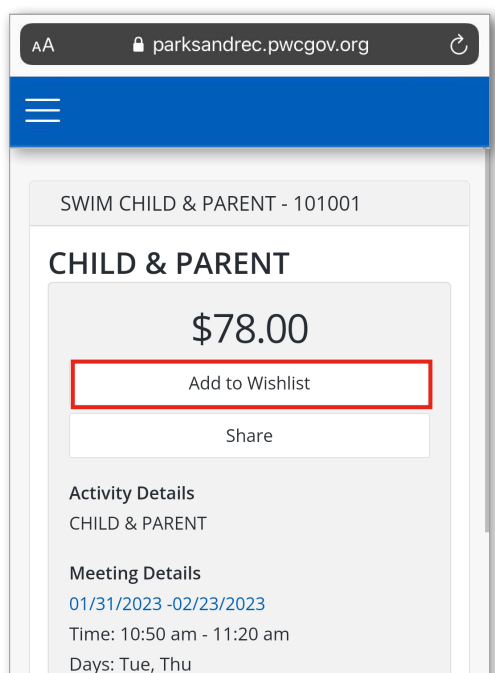 AA parksandrec.pwcgov.org
SWIM CHILD & PARENT - 101001
CHILD & PARENT
$78.00
Add to Wishlist
Share
Activity Details
CHILD & PARENT
Meeting Details
01/31/2023 -02/23/2023
Time: 10:50 am - 11:20 am
Days: Tue, Thu